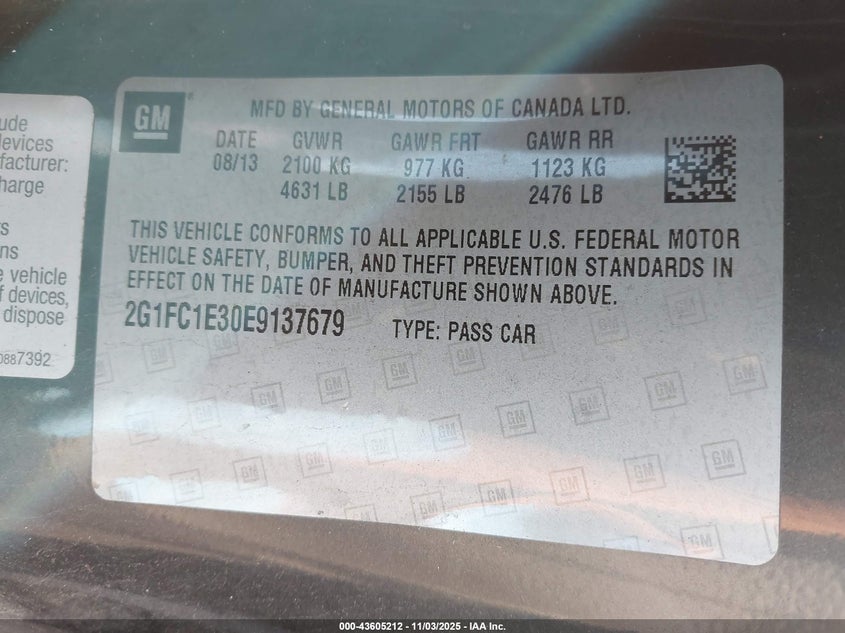 ude
devices
facturer:
harge
rs
ons
e vehicle
f devices,
dispose
0887392
GM
MFD BY GENERAL MOTORS OF CANADA LTD.
DATE GVWR GAWR FRT GAWR RR
08/13 2100 KG 977 KG 1123 KG
4631 LB 2155 LB 2476 LB
THIS VEHICLE CONFORMS TO ALL APPLICABLE U.S. FEDERAL MOTOR
VEHICLE SAFETY, BUMPER, AND THEFT PREVENTION STANDARDS IN
EFFECT ON THE DATE OF MANUFACTURE SHOWN ABOVE.
2G1FC1E30E9137679 TYPE: PASS CAR
000-43605212 - 11/03/2025 - IAA Inc.